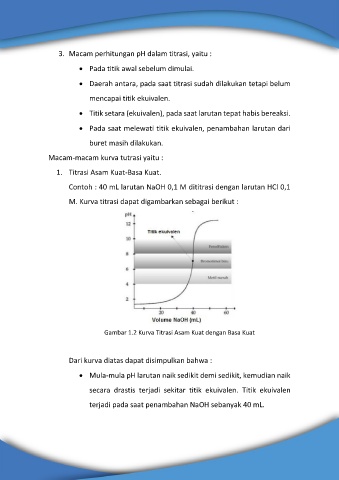 3. Macam perhitungan pH dalam titrasi, yaitu :
• Pada titik awal sebelum dimulai.
• Daerah antara, pada saat titrasi sudah dilakukan tetapi belum
mencapai titik ekuivalen.
• Titik setara (ekuivalen), pada saat larutan tepat habis bereaksi.
• Pada saat melewati titik ekuivalen, penambahan larutan dari
buret masih dilakukan.
Macam-macam kurva tutrasi yaitu :
1. Titrasi Asam Kuat-Basa Kuat.
Contoh : 40 mL larutan NaOH 0,1 M dititrasi dengan larutan HCl 0,1
M. Kurva titrasi dapat digambarkan sebagai berikut :
pH
12
Titik ekuivalen
10
8
6
4
2
20 40 60
Volume NaOH (mL)
Gambar 1.2 Kurva Titrasi Asam Kuat dengan Basa Kuat
Dari kurva diatas dapat disimpulkan bahwa :
• Mula-mula pH larutan naik sedikit demi sedikit, kemudian naik
secara drastis terjadi sekitar titik ekuivalen. Titik ekuivalen
terjadi pada saat penambahan NaOH sebanyak 40 mL.